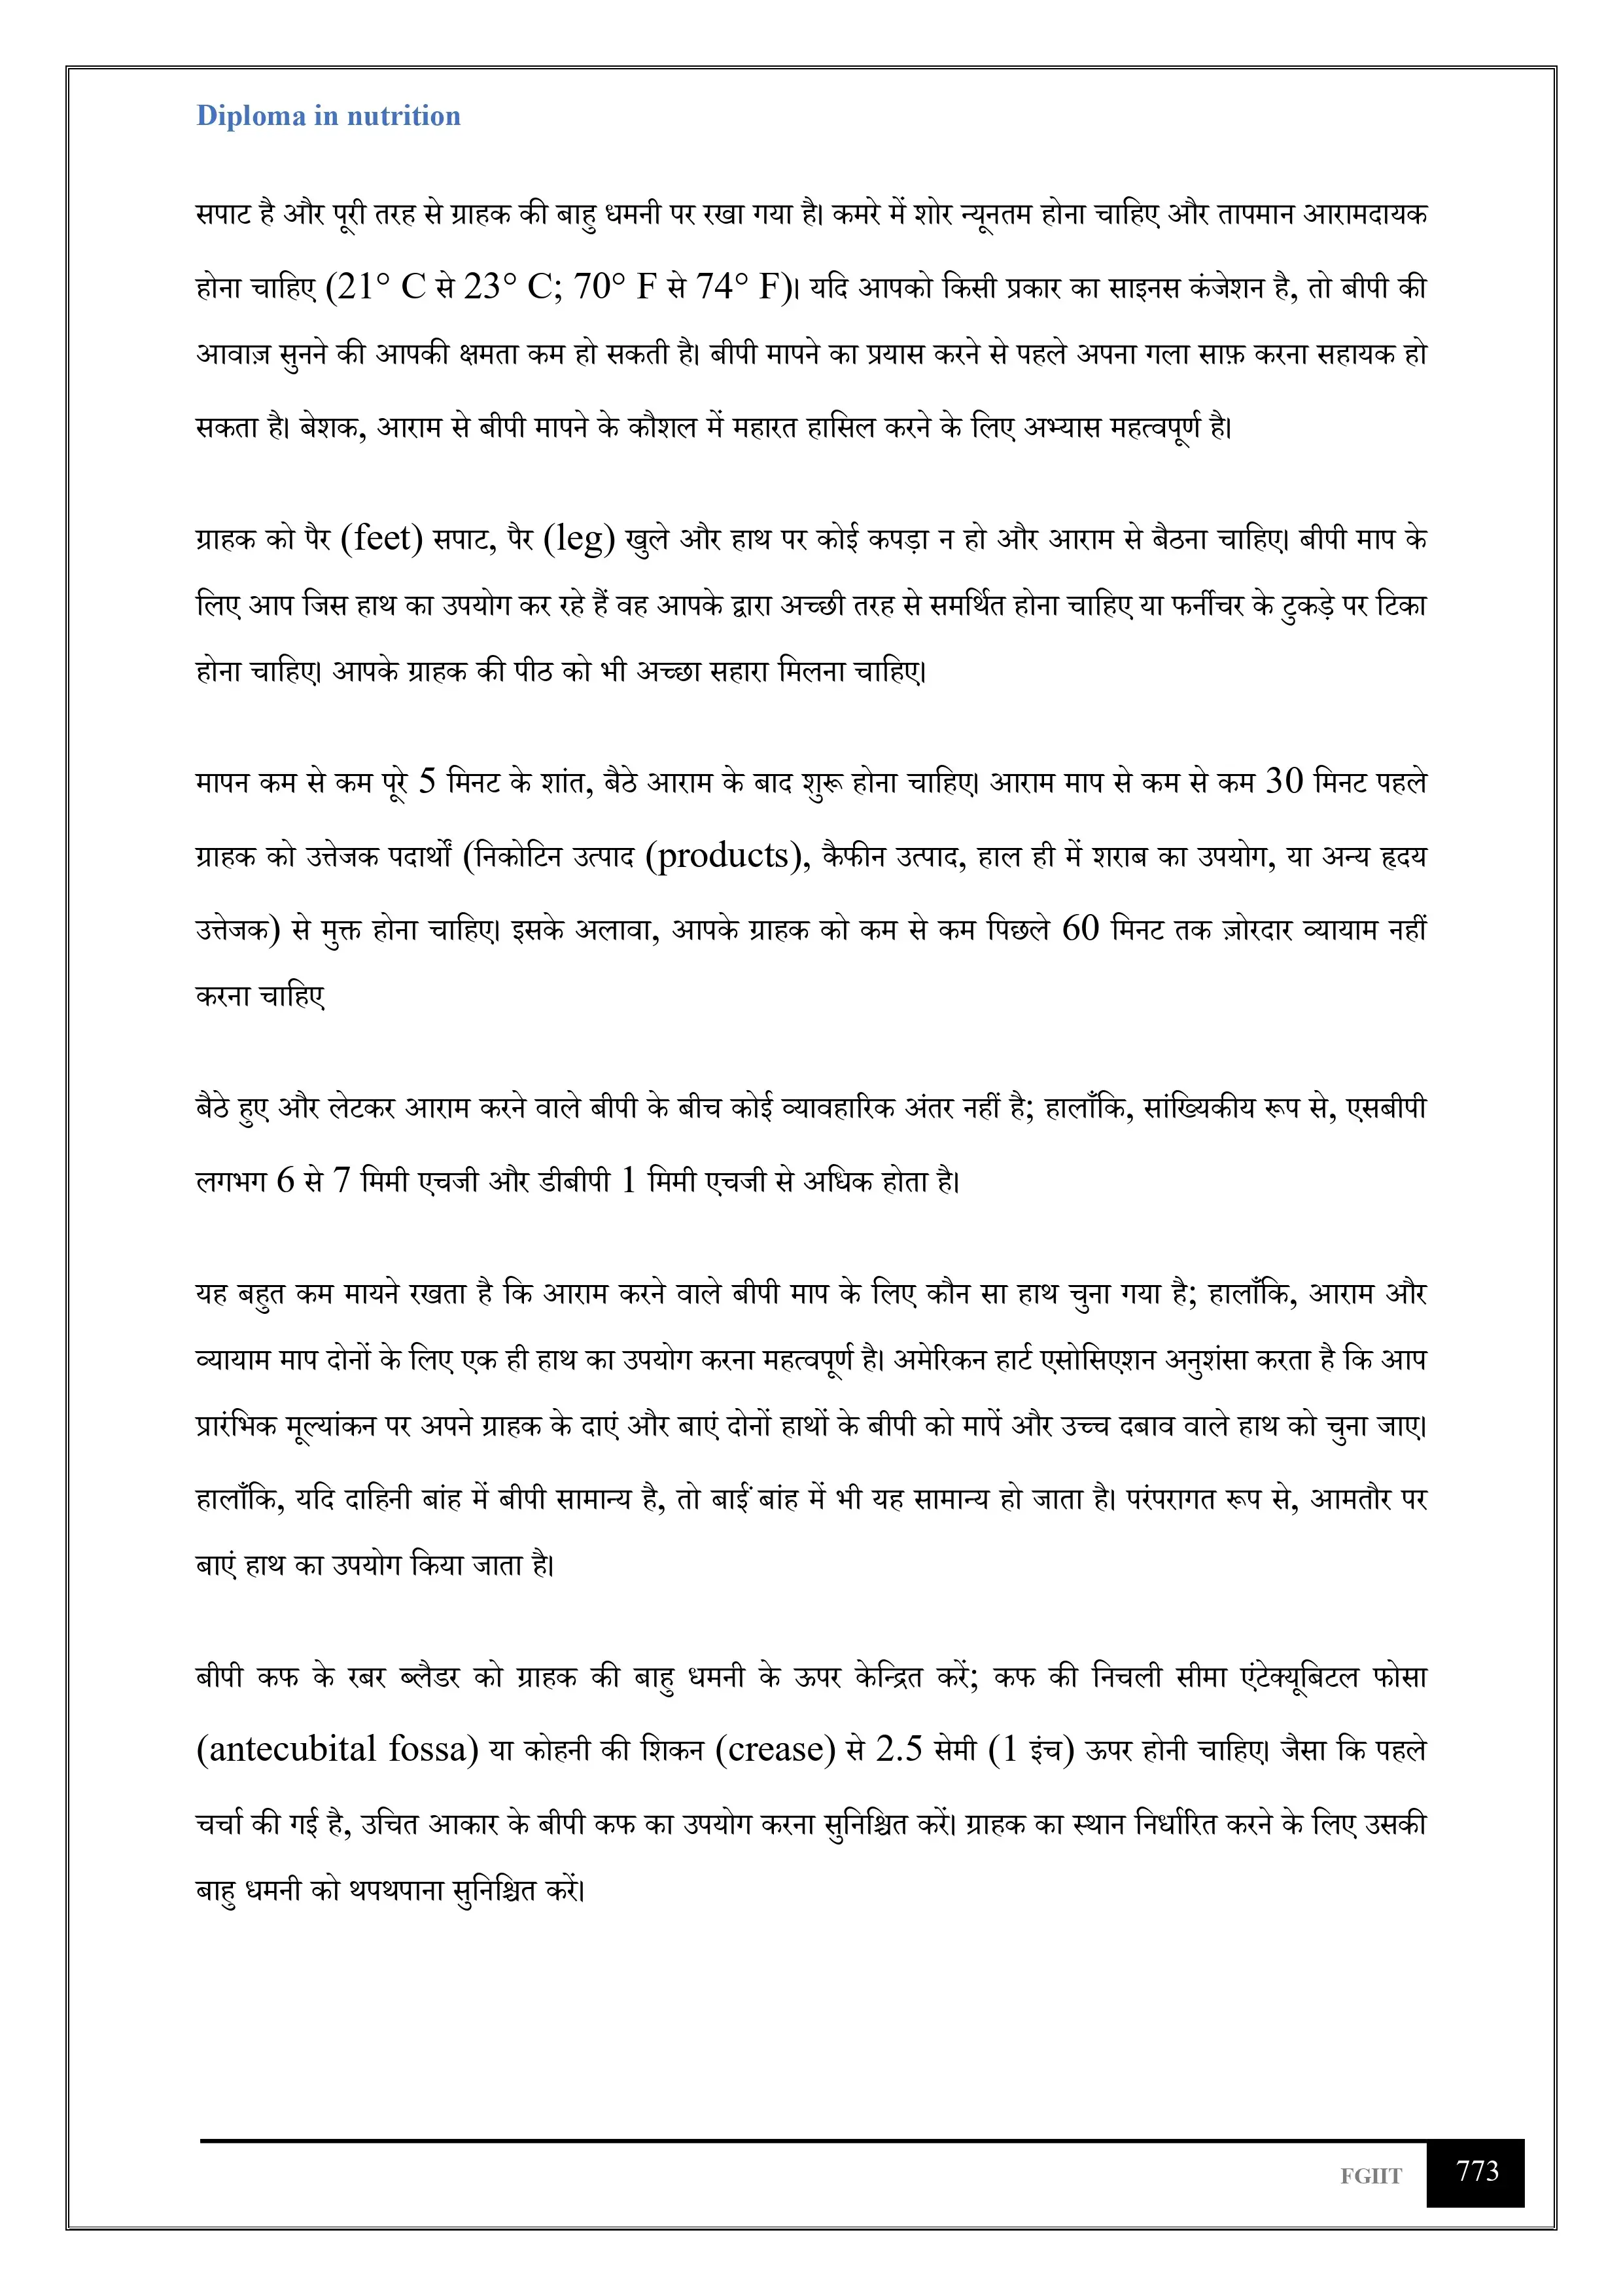 Diploma in nutrition
सपाट है और पूरी तरह से ग्राहक की बाहु धमनी पर रखा गया है। कमरे में शोर न्यूनतम होना चाहिए और तापमान आरामदायक
होना चाहिए (21° C से 23° C; 70° F से 74° F)। यदि आपको किसी प्रकार का साइनस कंजेशन है, तो बीपी की
आवाज़ सुनने की आपकी क्षमता कम हो सकती है। बीपी मापने का प्रयास करने से पहले अपना गला साफ़ करना सहायक हो
सकता है। बेशक, आराम से बीपी मापने के कौशल में महारत हासिल करने के लिए अभ्यास महत्वपूर्ण है।
ग्राहक को पैर (feet) सपाट, पैर (leg) खुले और हाथ पर कोई कपड़ा न हो और आराम से बैठना चाहिए। बीपी माप के
लिए आप जिस हाथ का उपयोग कर रहे हैं वह आपके द्वारा अच्छी तरह से समर्थित होना चाहिए या फर्नीचर के टुकड़े पर टिका
होना चाहिए। आपके ग्राहक की पीठ को भी अच्छा सहारा मिलना चाहिए।
मापन कम से कम पूरे 5 मिनट के शांत, बैठे आराम के बाद शुरू होना चाहिए। आराम माप से कम से कम 30 मिनट पहले
ग्राहक को उत्तेजक पदार्थों (निकोटिन उत्पाद (products), कैफीन उत्पाद, हाल ही में शराब का उपयोग, या अन्य हृदय
उत्तेजक) से मुक्त होना चाहिए। इसके अलावा, आपके ग्राहक को कम से कम पिछले 60 मिनट तक ज़ोरदार व्यायाम नहीं
करना चाहिए
बैठे हुए और लेटकर आराम करने वाले बीपी के बीच कोई व्यावहारिक अंतर नहीं है; हालाँकि, सांख्यिकीय रूप से, एसबीपी
लगभग 6 से 7 मिमी एचजी और डीबीपी 1 मिमी एचजी से अधिक होता है।
यह बहुत कम मायने रखता है कि आराम करने वाले बीपी माप के लिए कौन सा हाथ चुना गया है; हालाँकि, आराम और
व्यायाम माप दोनों के लिए एक ही हाथ का उपयोग करना महत्वपूर्ण है। अमेरिकन हार्ट एसोसिएशन अनुशंसा करता है कि आप
प्रारंभिक मूल्यांकन पर अपने ग्राहक के दाएं और बाएं दोनों हाथों के बीपी को मापें और उच्च दबाव वाले हाथ को चुना जाए।
हालाँकि, यदि दाहिनी बांह में बीपी सामान्य है, तो बाईं बांह में भी यह सामान्य हो जाता है। परंपरागत रूप से, आमतौर पर
बाएं हाथ का उपयोग किया जाता है।
बीपी कफ के रबर ब्लैडर को ग्राहक की बाहु धमनी के ऊपर केन्द्रित करें; कफ की निचली सीमा एंटेक्यूबिटल फोसा
(antecubital fossa) या कोहनी की शिकन (crease) से 2.5 सेमी (1 इंच) ऊपर होनी चाहिए। जैसा कि पहले
चर्चा की गई है, उचित आकार के बीपी कफ का उपयोग करना सुनिश्चित करें। ग्राहक का स्थान निर्धारित करने के लिए उसकी
बाहु धमनी को थपथपाना सुनिश्चित करें।
FGIIT 773